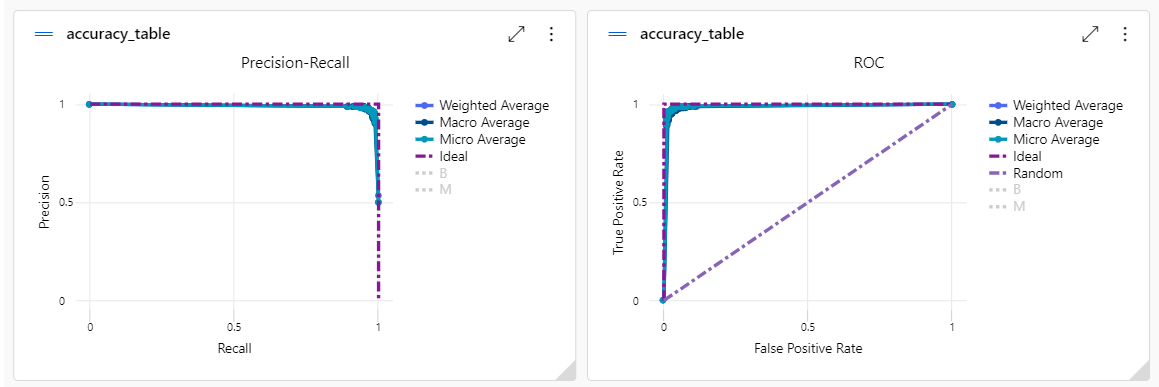 accuracy_table
Precision-Recall
1
0.5
0
Precision
0
0.5
1
Recall
Weighted Average
Macro Average
Micro Average
Ideal
B
M
accuracy_table
ROC
1
0.5
0
True Positive Rate
0
0.5
1
False Positive Rate
Weighted Average
Macro Average
Micro Average
Ideal
Random
B
M